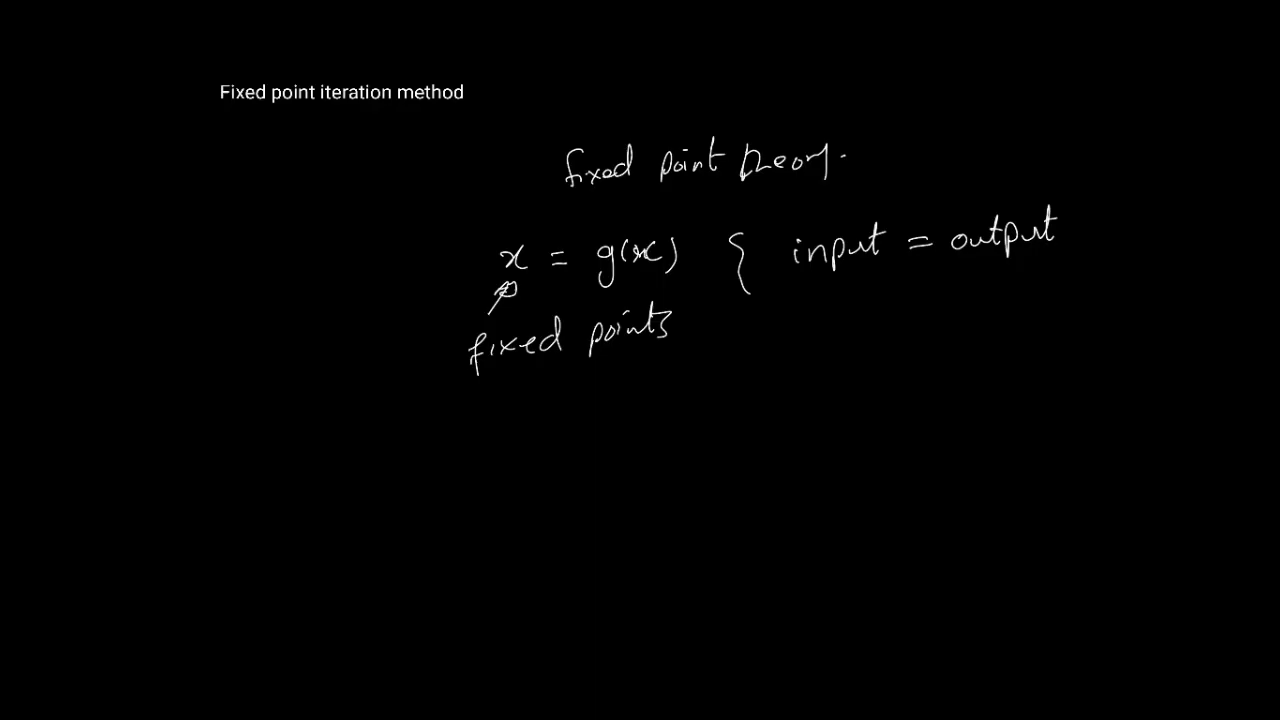 Fixed point iteration method
fixed point theory.
x = g(x) { input = output
fixed points